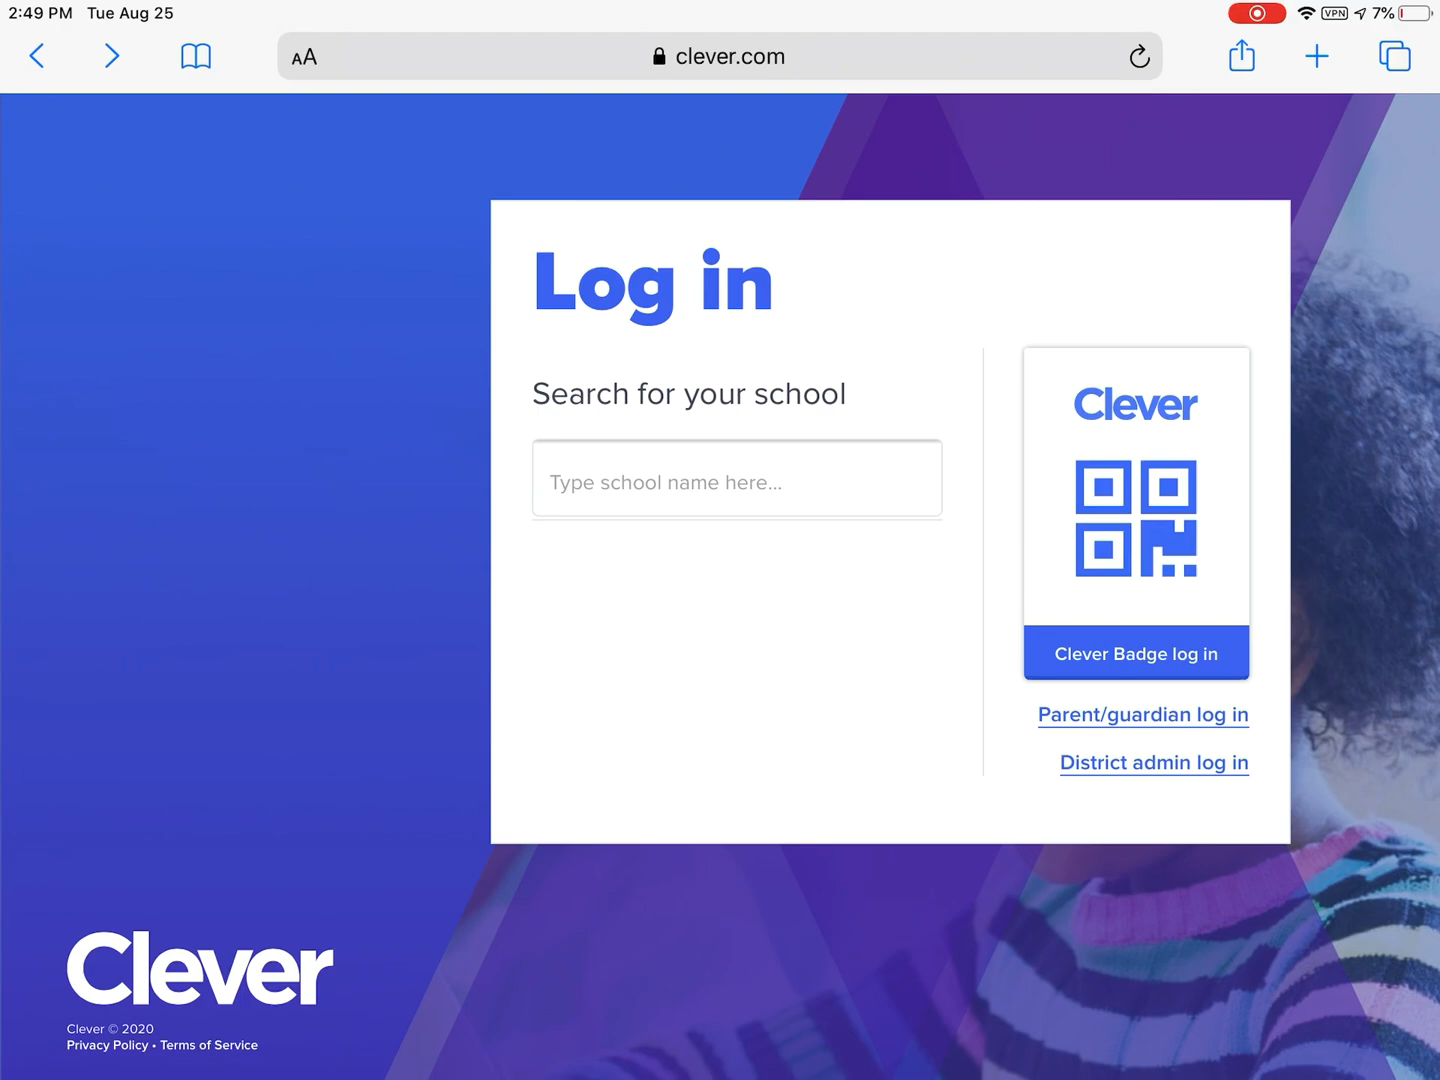 2:49 PM Tue Aug 25
VPN 7%
AA clever.com
Log in
Search for your school
Type school name here...
Clever
Clever Badge log in
Parent/guardian log in
District admin log in
Clever
Clever © 2020
Privacy Policy • Terms of Service